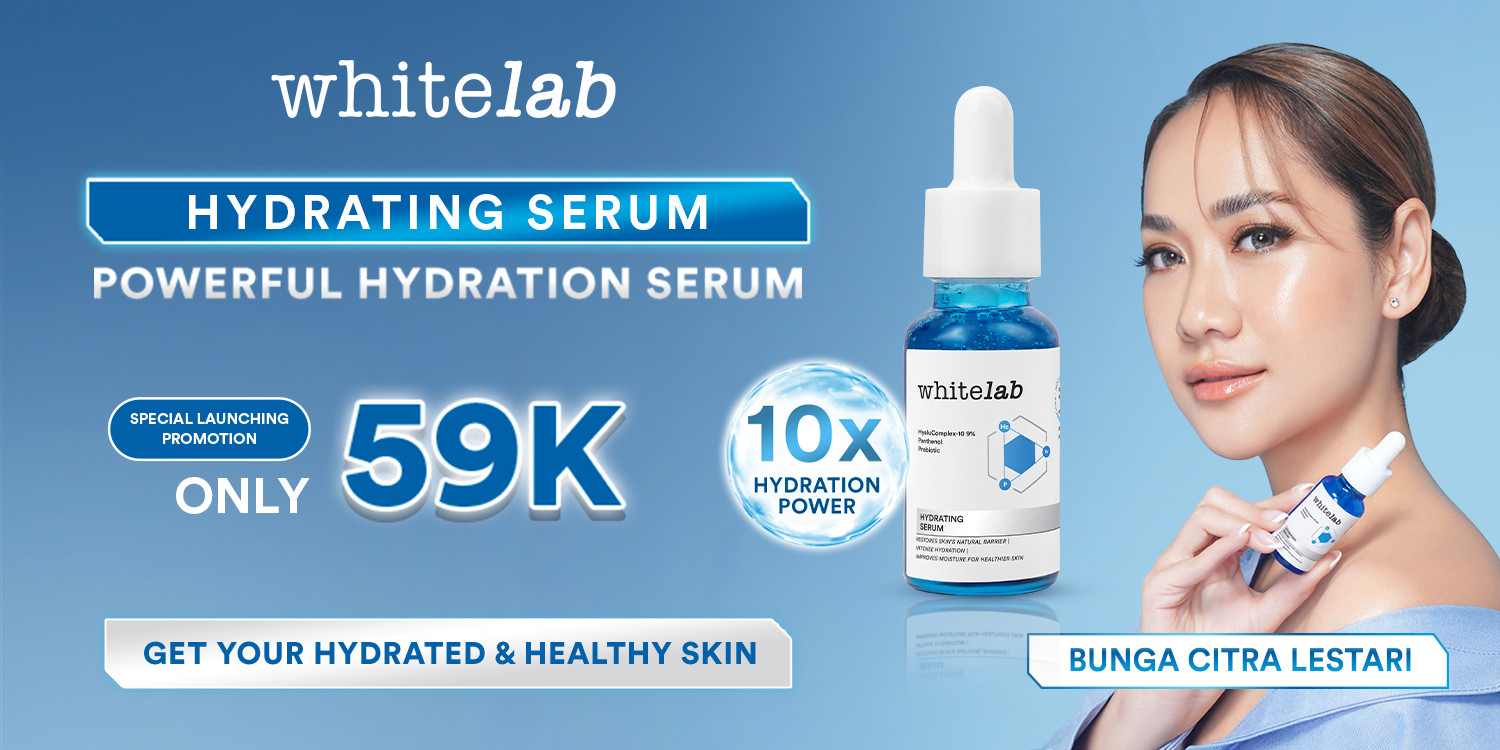 whitelab
HYDRATING SERUM
POWERFUL HYDRATION SERUM
SPECIAL LAUNCHING
PROMOTION
ONLY
59K
10x
HYDRATION
POWER
whitelab
HyaluComplex-10 9%
Panthenol
Probiotic
Hc
Pr
P
HYDRATING
SERUM
RESTORES SKIN'S NATURAL BARRIER |
INTENSE HYDRATION |
IMPROVES MOISTURE FOR HEALTHIER SKIN
whitelab
GET YOUR HYDRATED & HEALTHY SKIN
BUNGA CITRA LESTARI